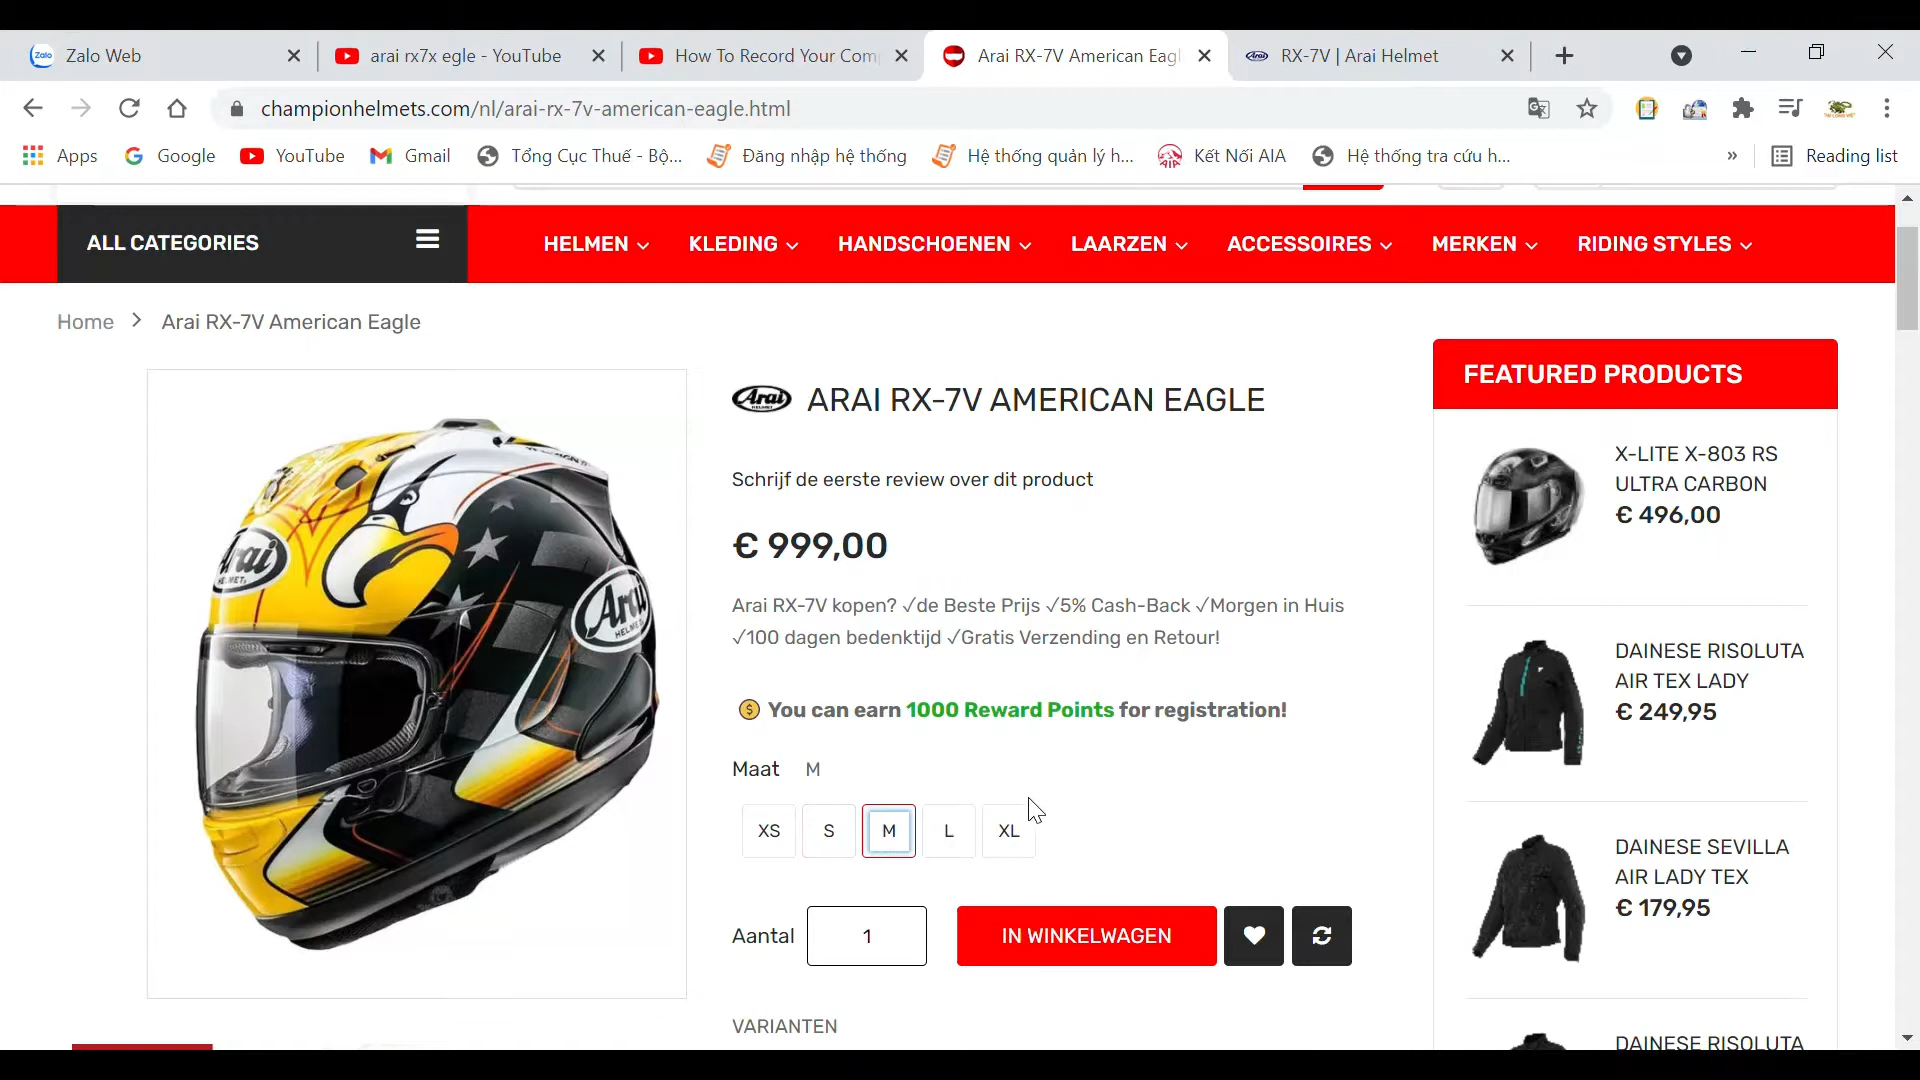 Zalo Web
arai rx7x egle - YouTube
How To Record Your Com
Arai RX-7V American Eagl
RX-7V | Arai Helmet
championhelmets.com/nl/arai-rx-7v-american-eagle.html
Apps
Google
YouTube
Gmail
Tổng Cục Thuế - Bộ...
Đăng nhập hệ thống
Hệ thống quản lý h...
Kết Nối AIA
Hệ thống tra cứu h...
»
Reading list
ALL CATEGORIES
HELMEN
KLEDING
HANDSCHOENEN
LAARZEN
ACCESSOIRES
MERKEN
RIDING STYLES
Home
Arai RX-7V American Eagle
Arai
HELMET
ARAI RX-7V AMERICAN EAGLE
Schrijf de eerste review over dit product
€ 999,00
Arai RX-7V kopen? √de Beste Prijs √5% Cash-Back √Morgen in Huis
√100 dagen bedenktijd √Gratis Verzending en Retour!
You can earn 1000 Reward Points for registration!
Maat M
XS
S
M
L
XL
Aantal
1
IN WINKELWAGEN
VARIANTEN
FEATURED PRODUCTS
X-LITE X-803 RS
ULTRA CARBON
€ 496,00
DAINESE RISOLUTA
AIR TEX LADY
€ 249,95
DAINESE SEVILLA
AIR LADY TEX
€ 179,95
DAINESE RISOLUTA